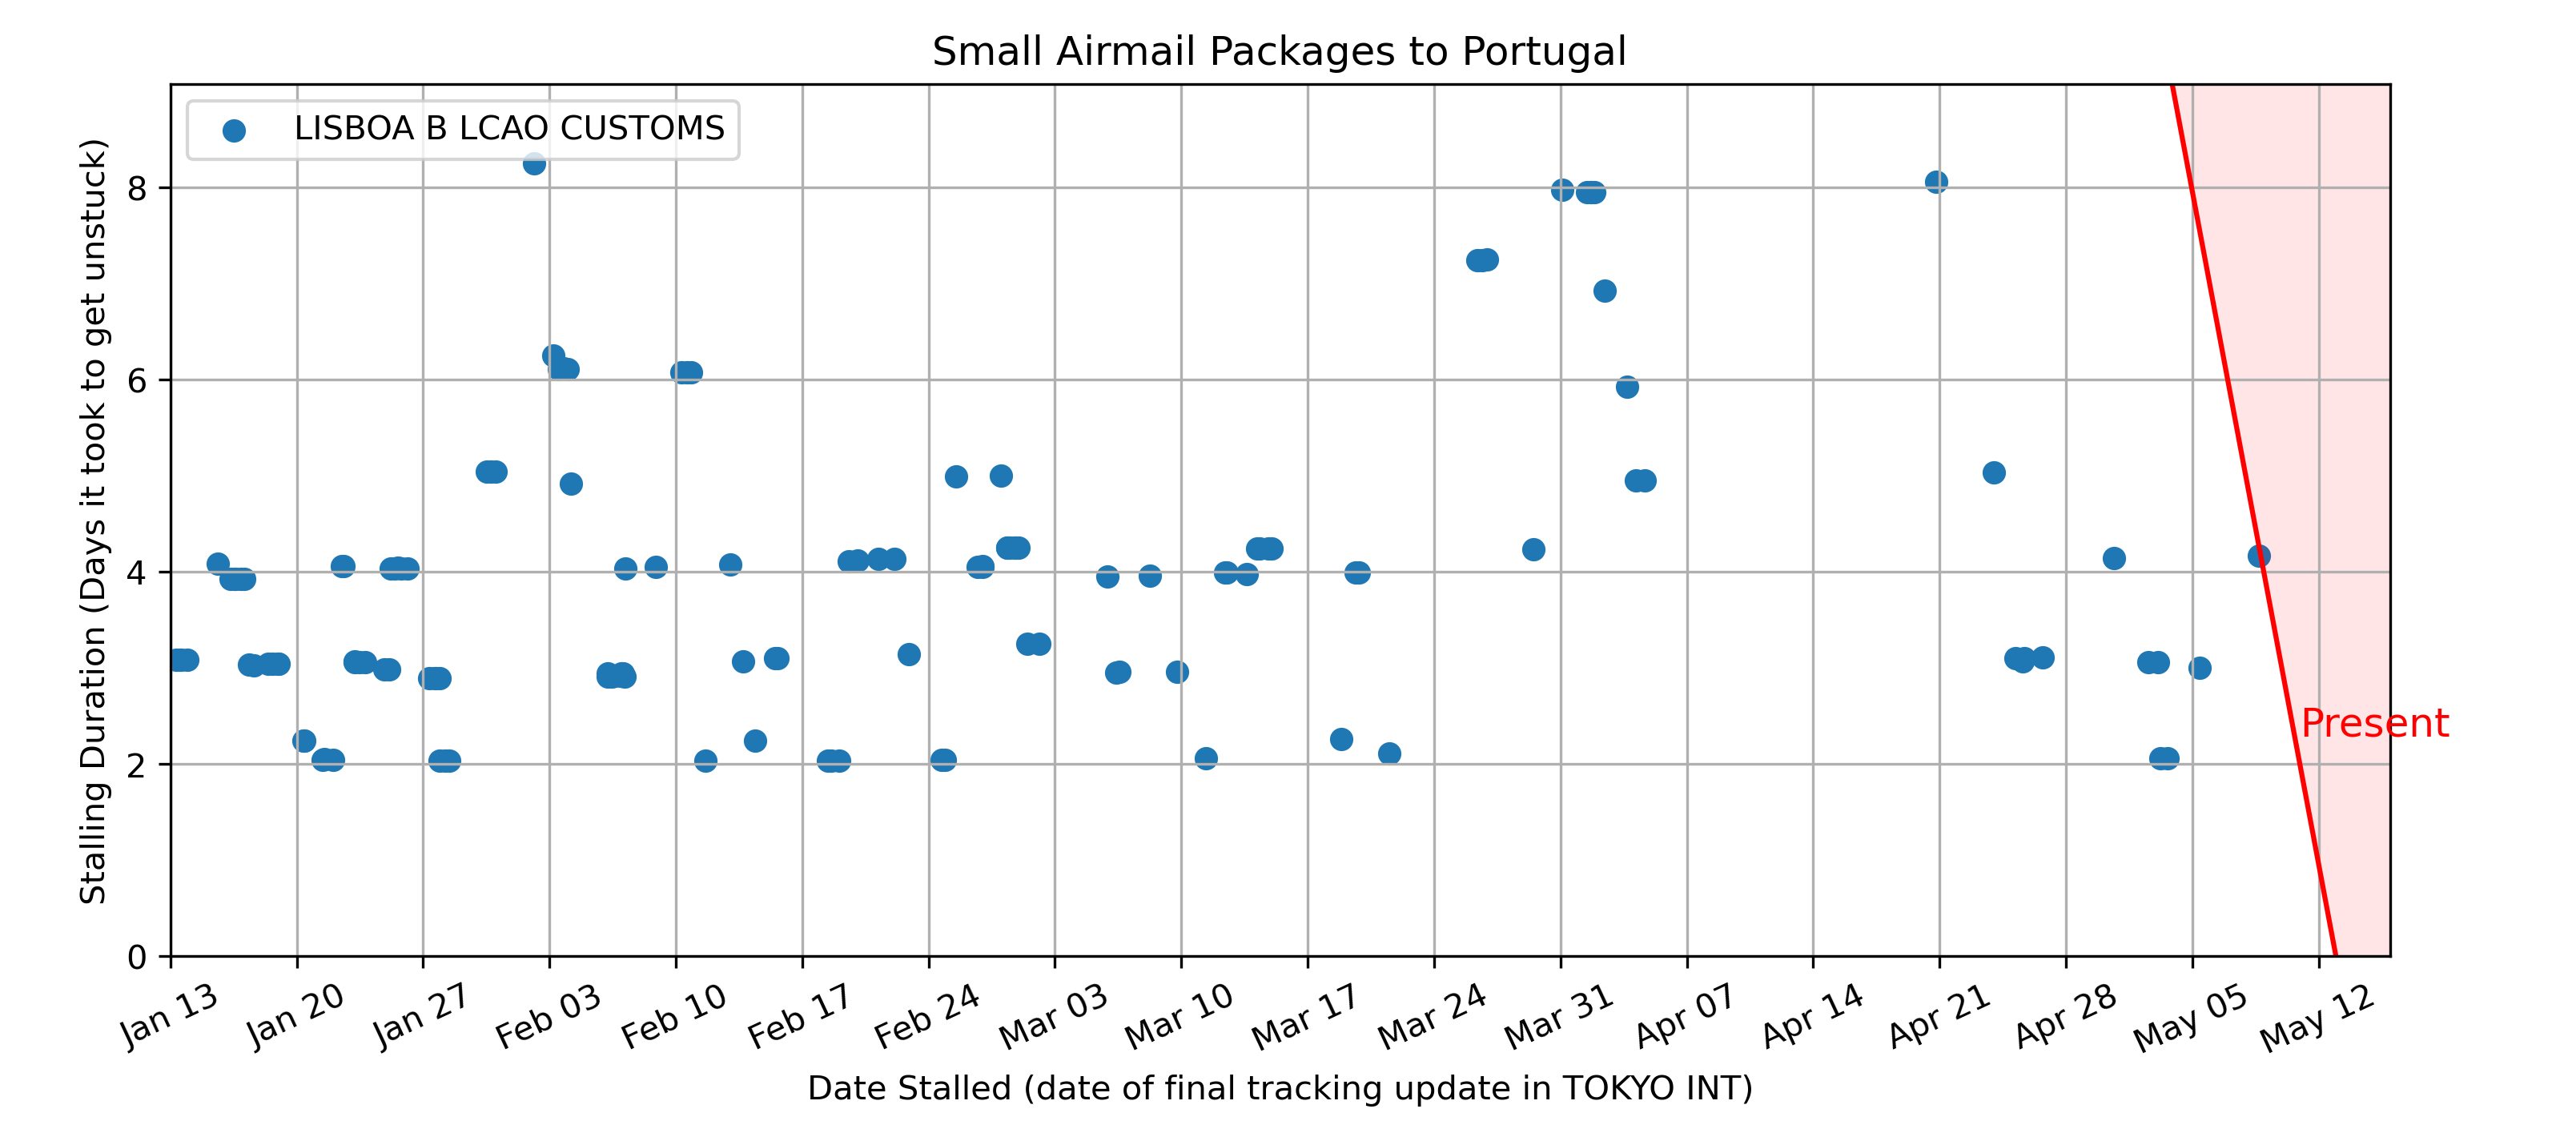 Small Airmail Packages to Portugal
LISBOA B LCAO CUSTOMS
Stalling Duration (Days it took to get unstuck)
8
6
4
2
0
Present
Jan 13
Jan 20
Jan 27
Feb 03
Feb 10
Feb 17
Feb 24
Mar 03
Mar 10
Mar 17
Mar 24
Mar 31
Apr 07
Apr 14
Apr 21
Apr 28
May 05
May 12
Date Stalled (date of final tracking update in TOKYO INT)